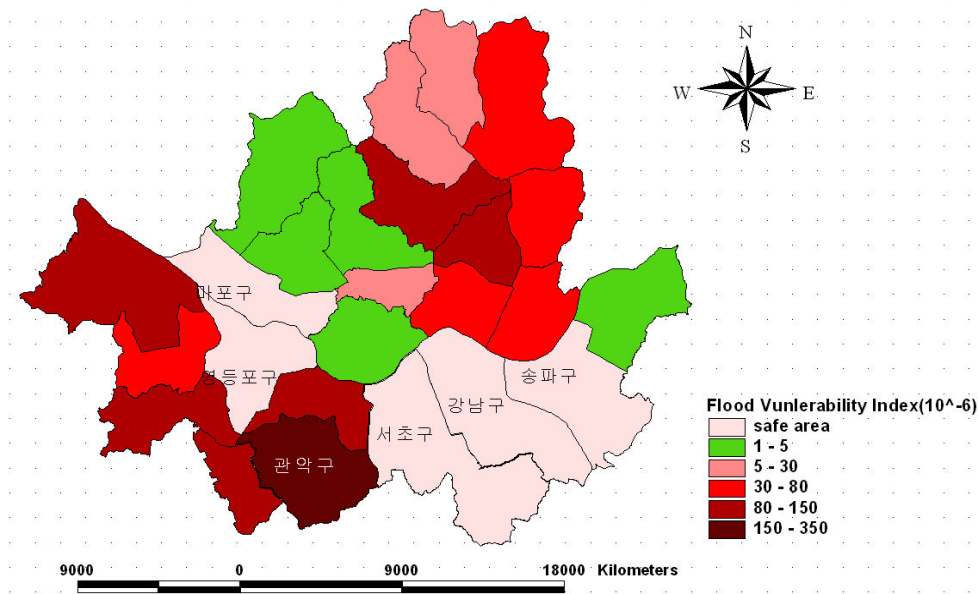 N
W E
S
마포구
영등포구
송파구
강남구
서초구
관악구
Flood Vunlerability Index(10^-6)
safe area
1 - 5
5 - 30
30 - 80
80 - 150
150 - 350
9000 0 9000 18000 Kilometers